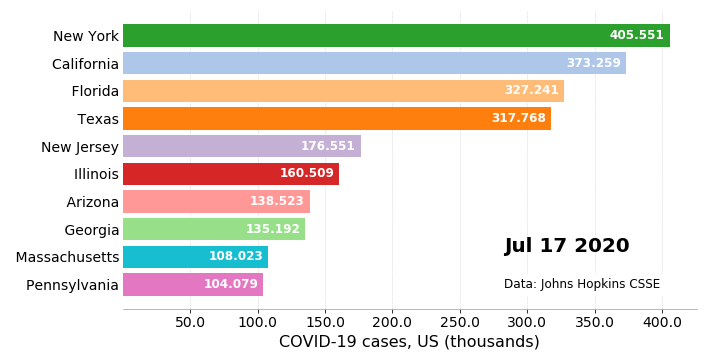 New York 405.551
California 373.259
Florida 327.241
Texas 317.768
New Jersey 176.551
Illinois 160.509
Arizona 138.523
Georgia 135.192
Massachusetts 108.023
Pennsylvania 104.079
Jul 17 2020
Data: Johns Hopkins CSSE
50.0 100.0 150.0 200.0 250.0 300.0 350.0 400.0
COVID-19 cases, US (thousands)